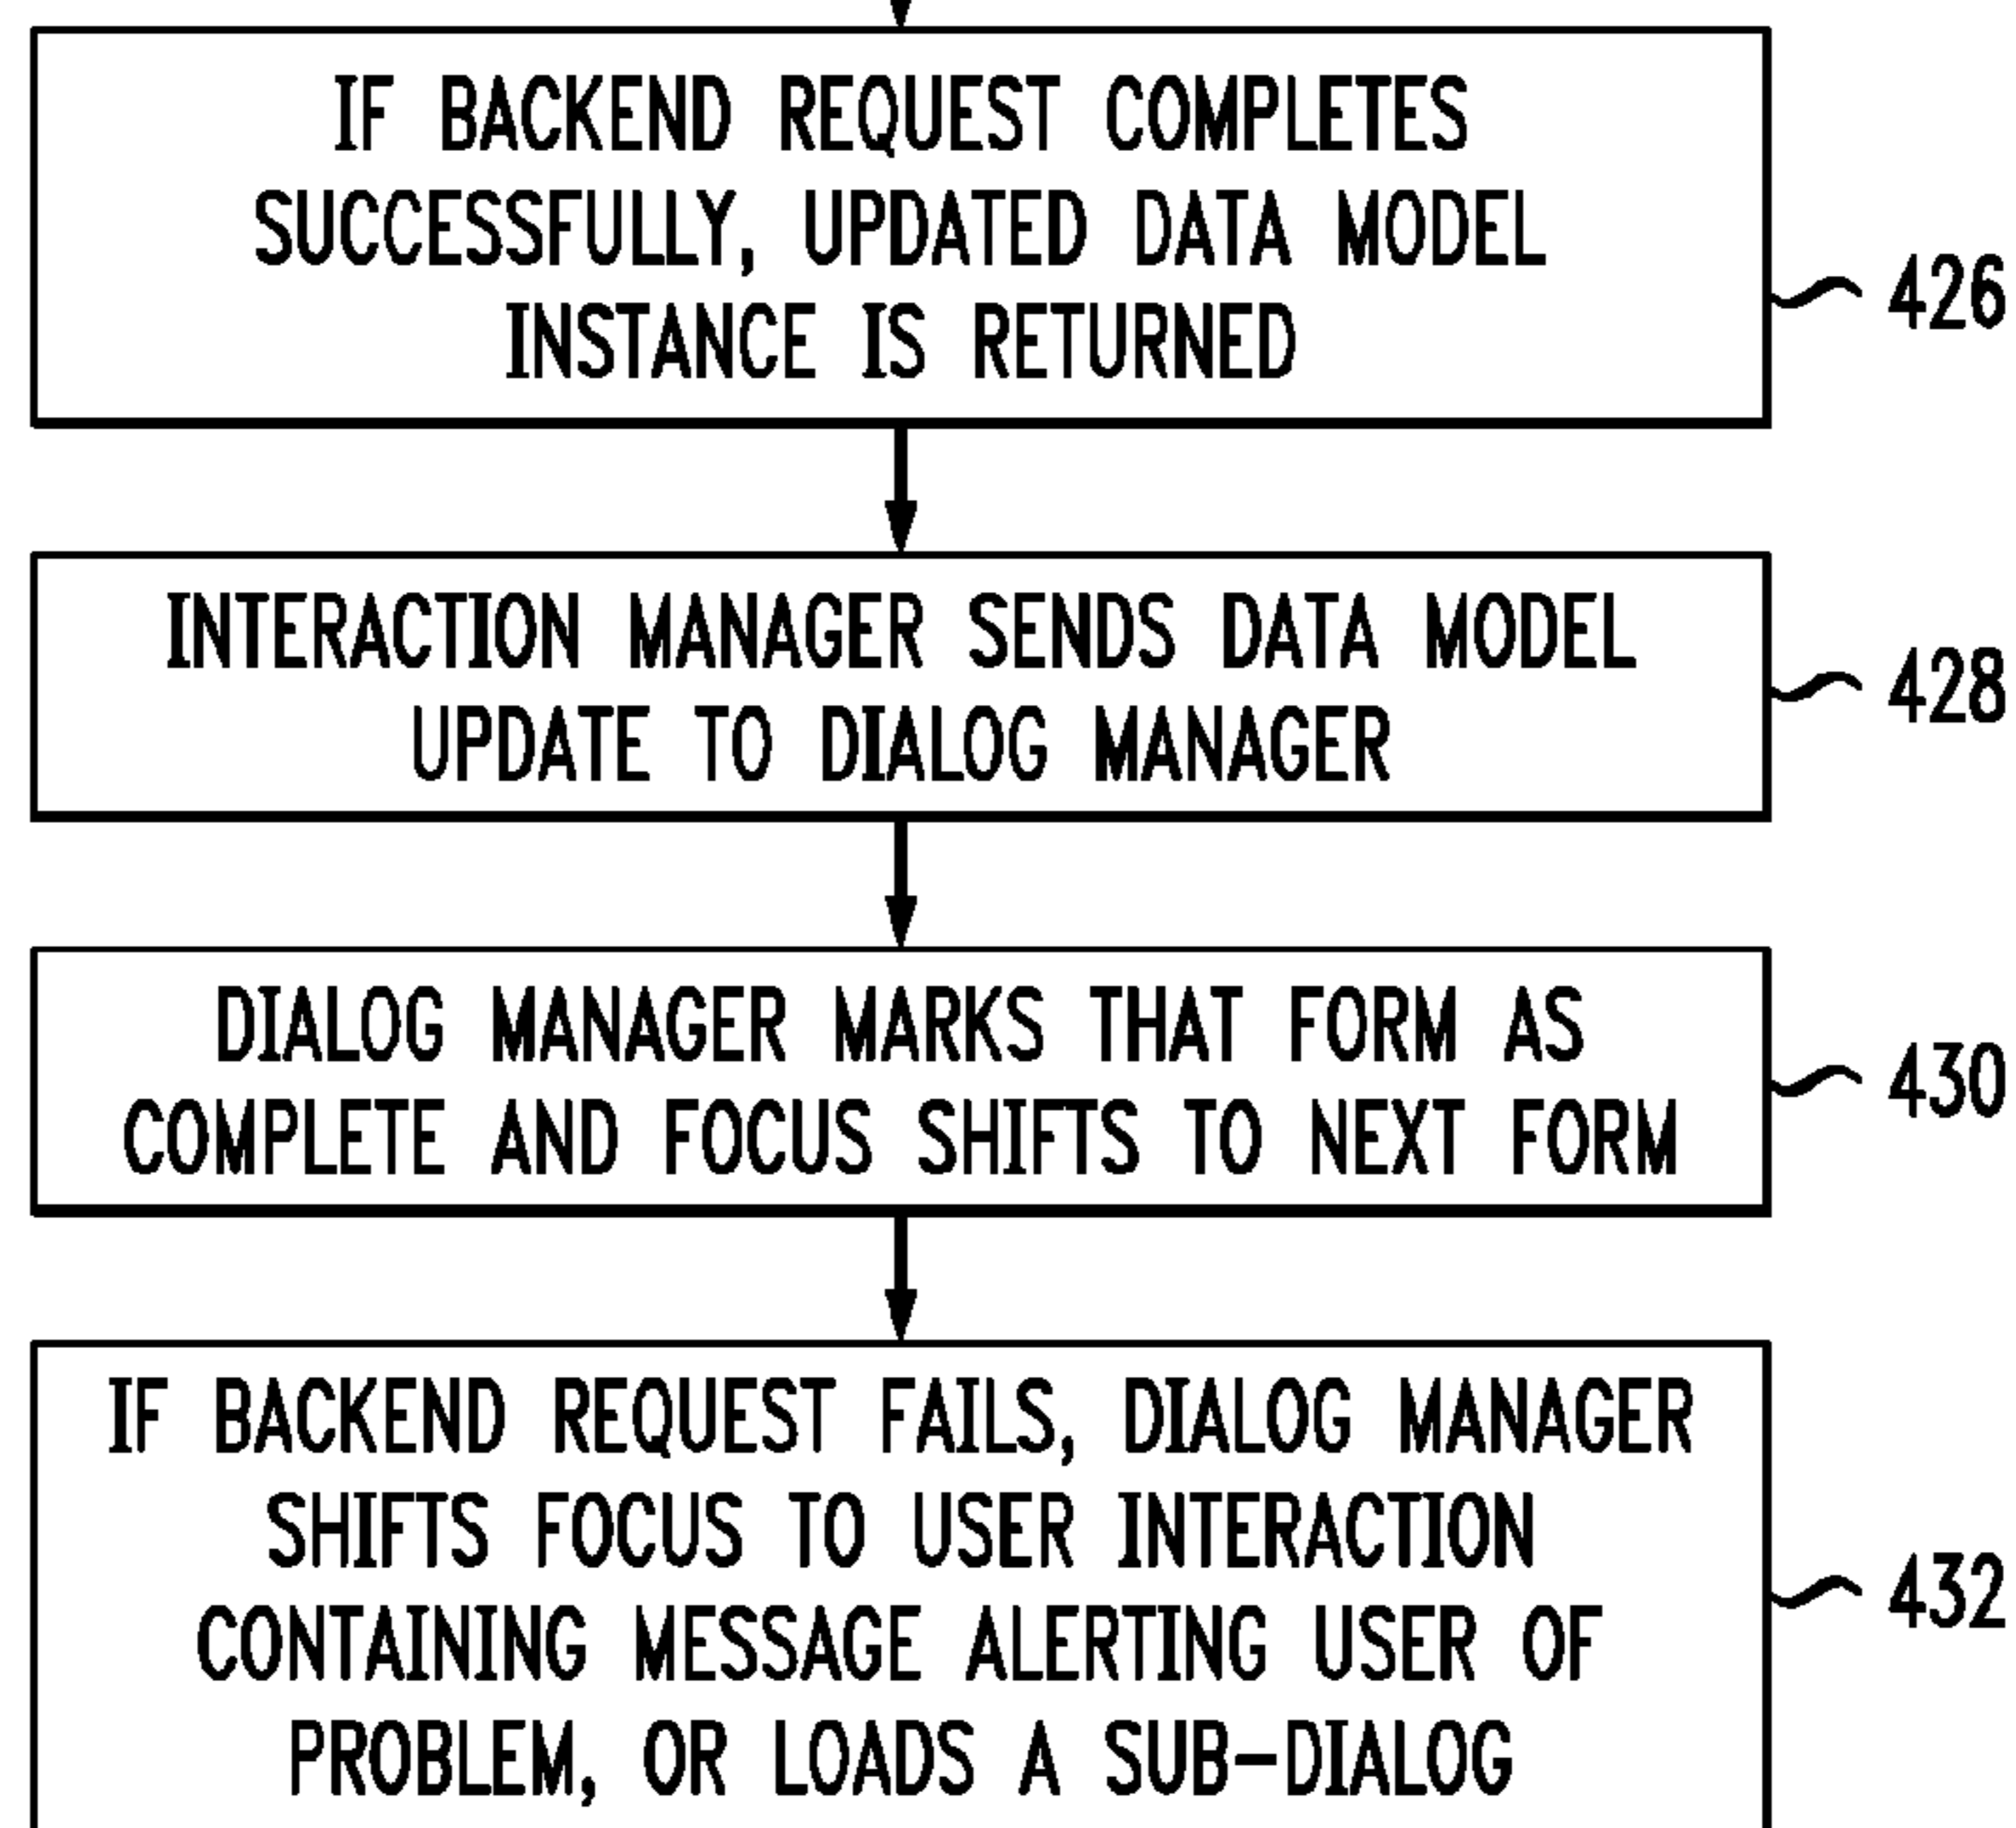 IF BACKEND REQUEST COMPLETES
SUCCESSFULLY, UPDATED DATA MODEL
INSTANCE IS RETURNED
426
INTERACTION MANAGER SENDS DATA MODEL
UPDATE TO DIALOG MANAGER
428
DIALOG MANAGER MARKS THAT FORM AS
COMPLETE AND FOCUS SHIFTS TO NEXT FORM
430
IF BACKEND REQUEST FAILS, DIALOG MANAGER
SHIFTS FOCUS TO USER INTERACTION
CONTAINING MESSAGE ALERTING USER OF
PROBLEM, OR LOADS A SUB-DIALOG
432